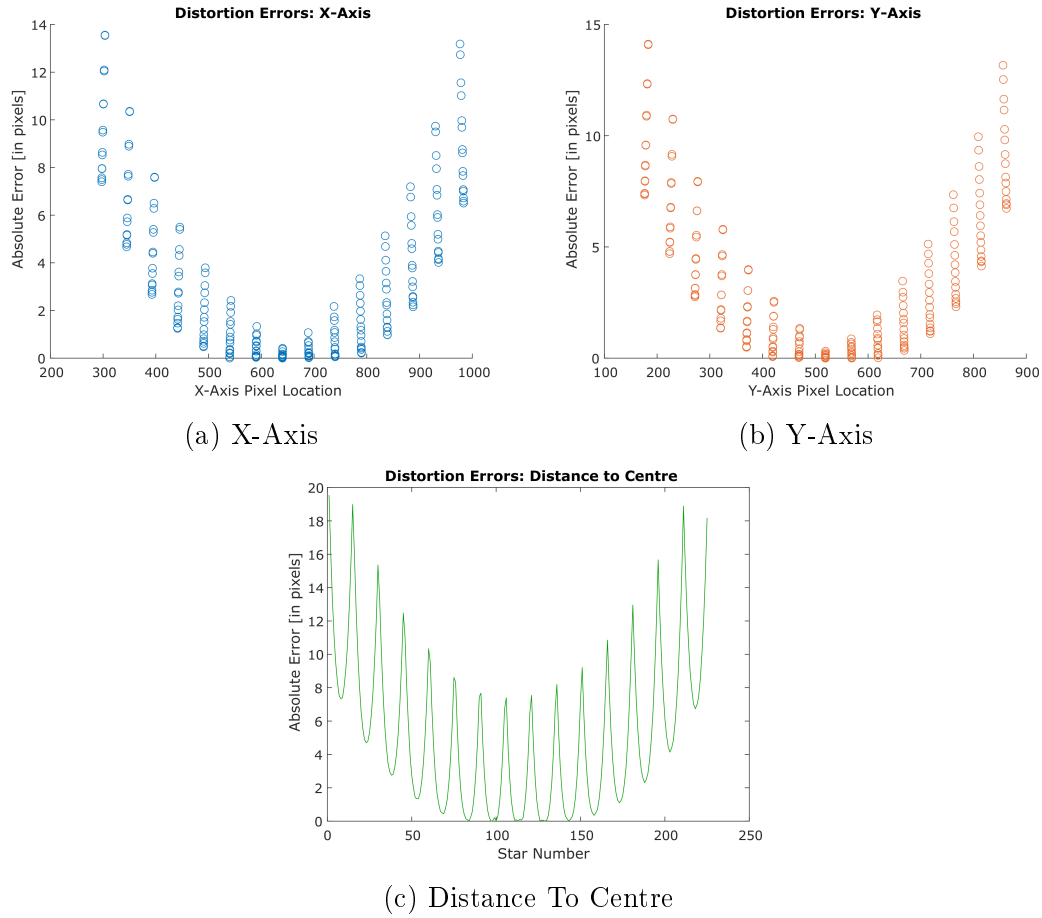 Distortion Errors: X-Axis
14
12
10
8
6
4
2
0
Absolute Error [in pixels]
200 300 400 500 600 700 800 900 1000
X-Axis Pixel Location
(a) X-Axis
Distortion Errors: Y-Axis
15
10
5
0
Absolute Error [in pixels]
100 200 300 400 500 600 700 800 900
Y-Axis Pixel Location
(b) Y-Axis
Distortion Errors: Distance to Centre
20
18
16
14
12
10
8
6
4
2
0
Absolute Error [in pixels]
0 50 100 150 200 250
Star Number
(c) Distance To Centre